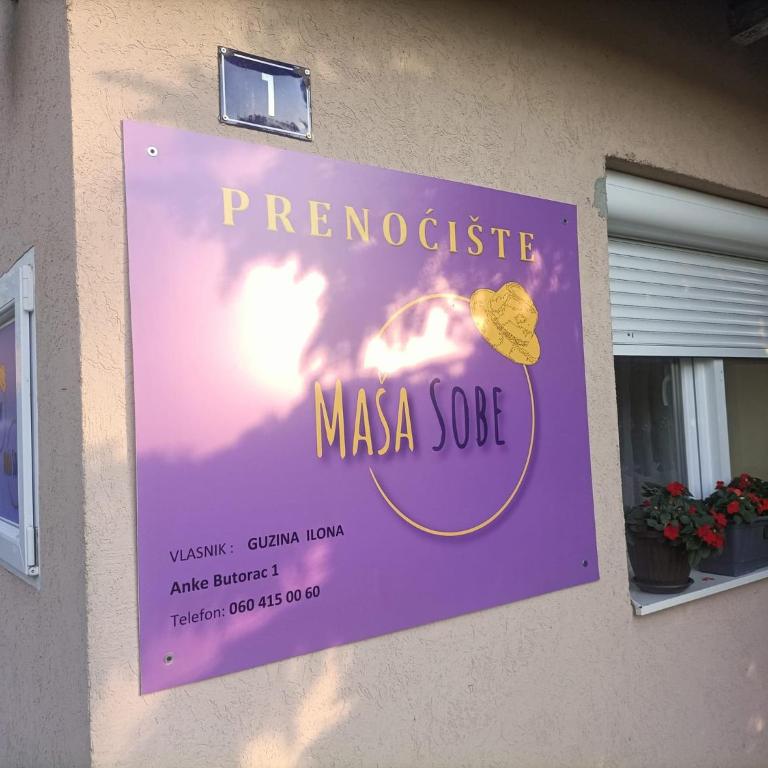 1
PRENOĆIŠTE
MAŠA SOBE
VLASNIK : GUZINA ILONA
Anke Butorac 1
Telefon: 060 415 00 60